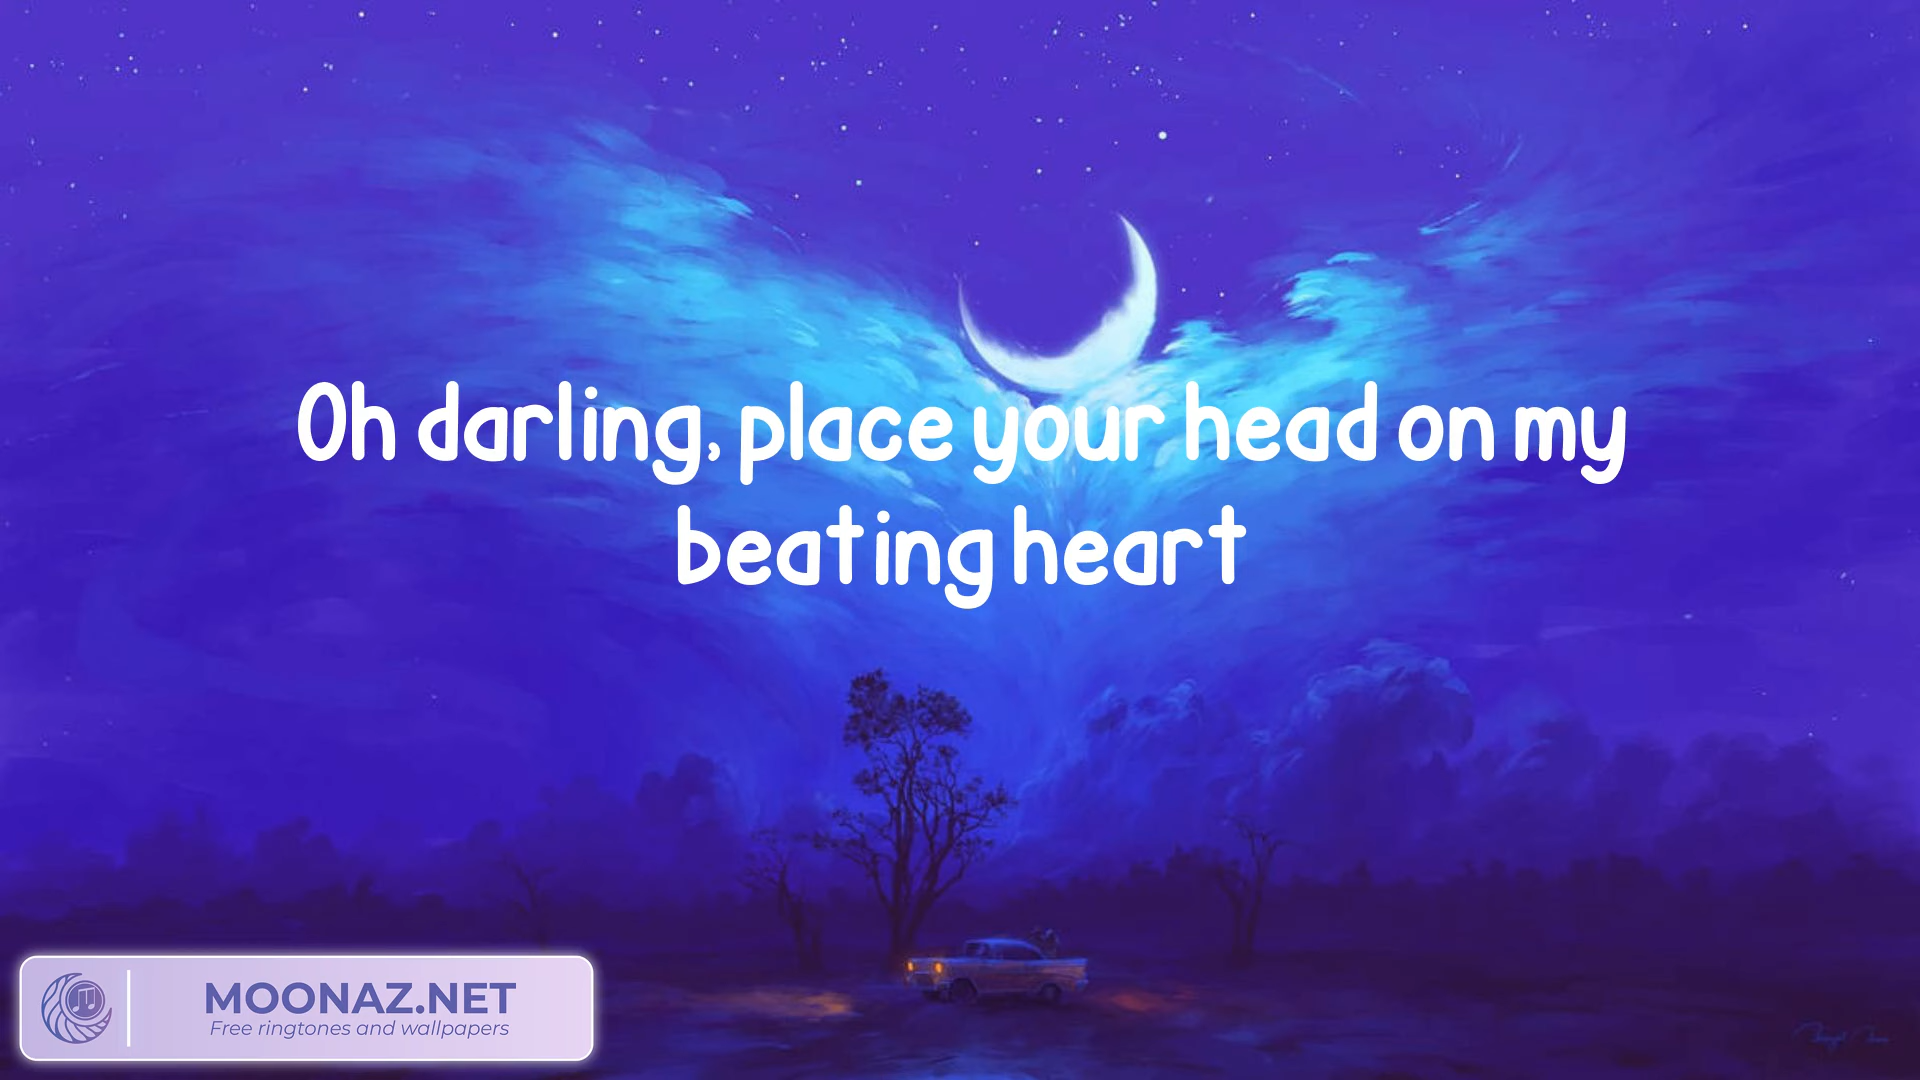 Oh darling, place your head on my
beating heart
MOONAZ.NET
Free ringtones and wallpapers